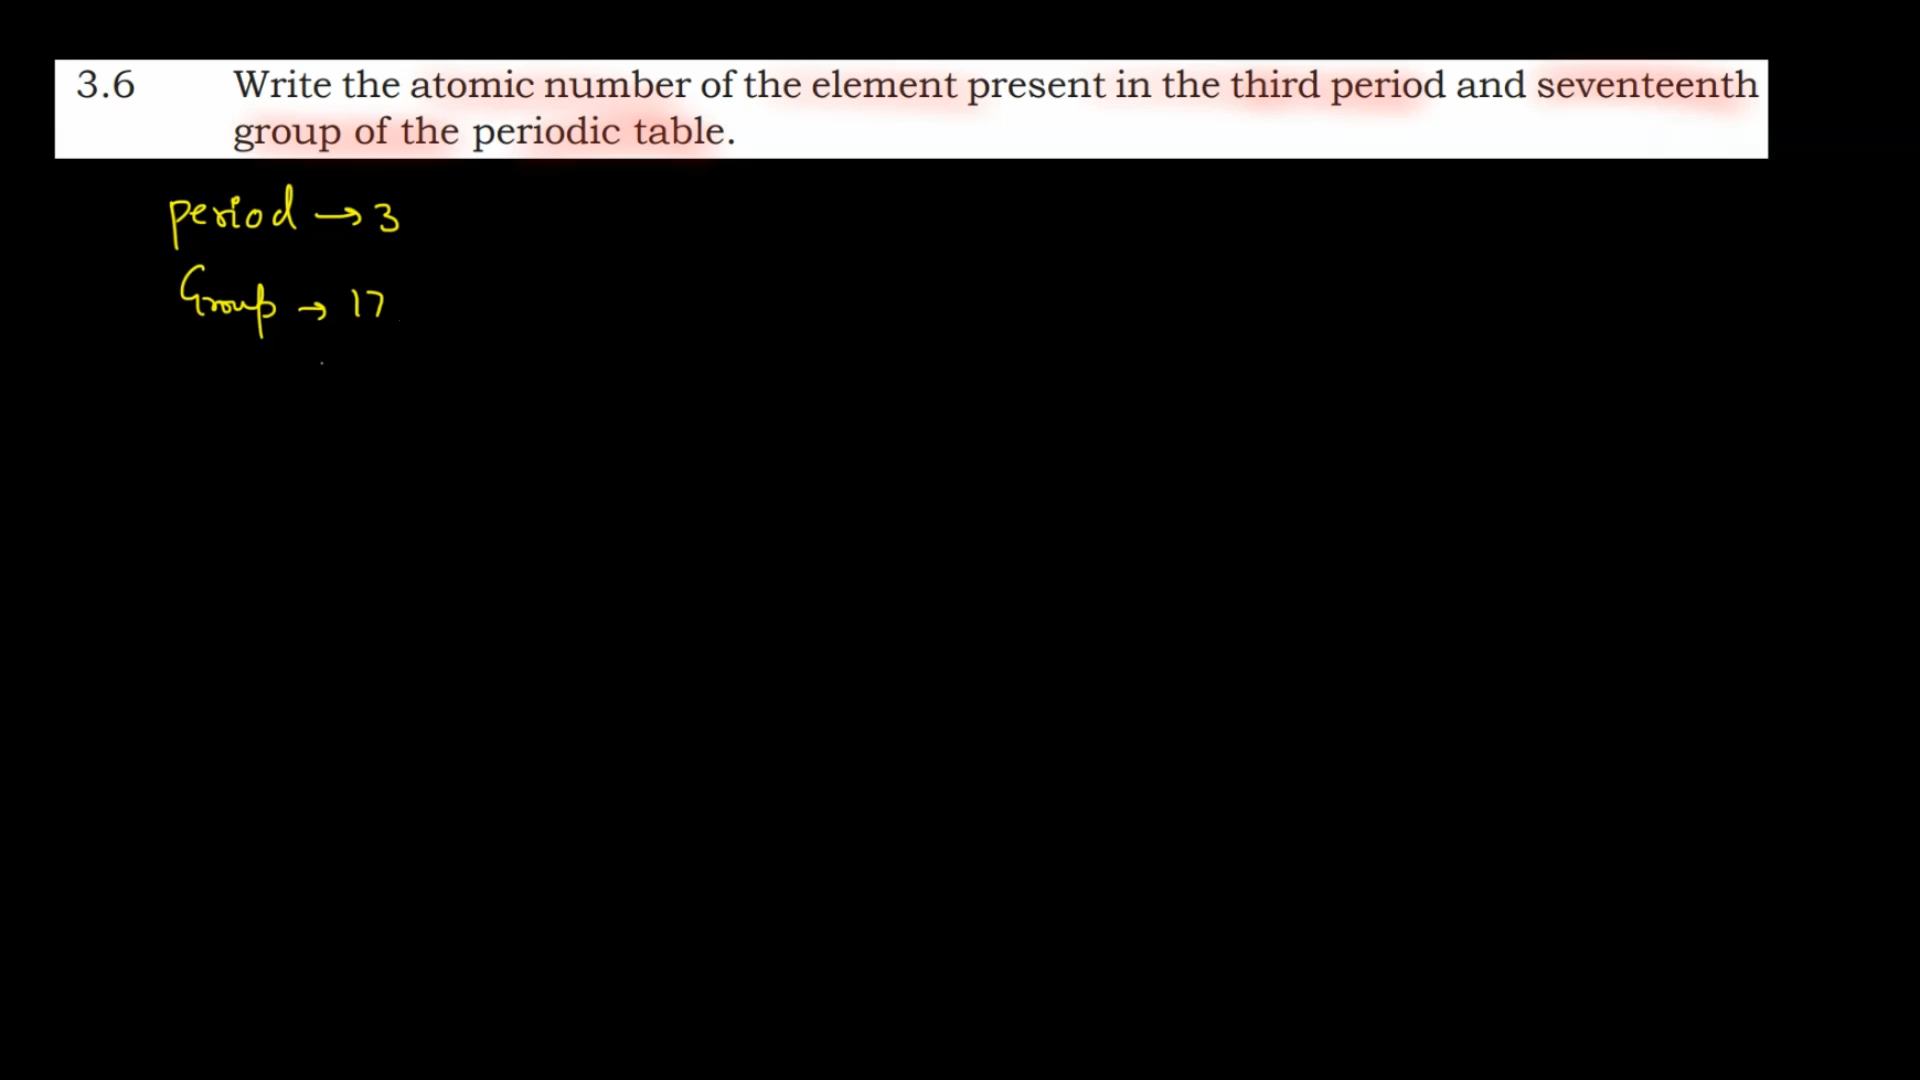 3.6 Write the atomic number of the element present in the third period and seventeenth
group of the periodic table.
period → 3
Group → 17